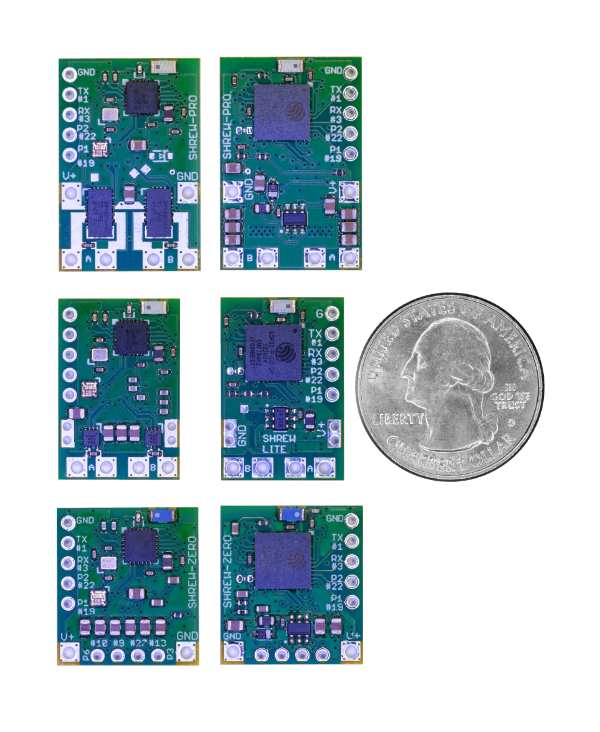 GND
TX
#1
RX
#3
P2
#22
P1
#19
SHREW-PRO
V+
GND
A
B
GND
TX
#1
RX
#3
P2
#22
P1
#19
SHREW-PRO
GND
V+
B
A
A
B
G
TX
#1
RX
#3
P2
#22
P1
#19
GND
V+
SHREW
LITE
B
A
UNITED STATES OF AMERICA
LIBERTY
IN
GOD WE
TRUST
D
QUARTER DOLLAR
GND
TX
#1
RX
#3
P2
#22
P1
#19
SHREW-ZERO
V+
GND
#10
#9
#27
#13
P6
P3
GND
TX
#1
RX
#3
P2
#22
P1
#19
SHREW-ZERO
GND
V+